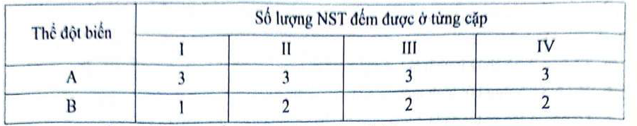 Thể đột biến
Số lượng NST đếm được ở từng cặp
I II III IV
A 3 3 3 3
B 1 2 2 2